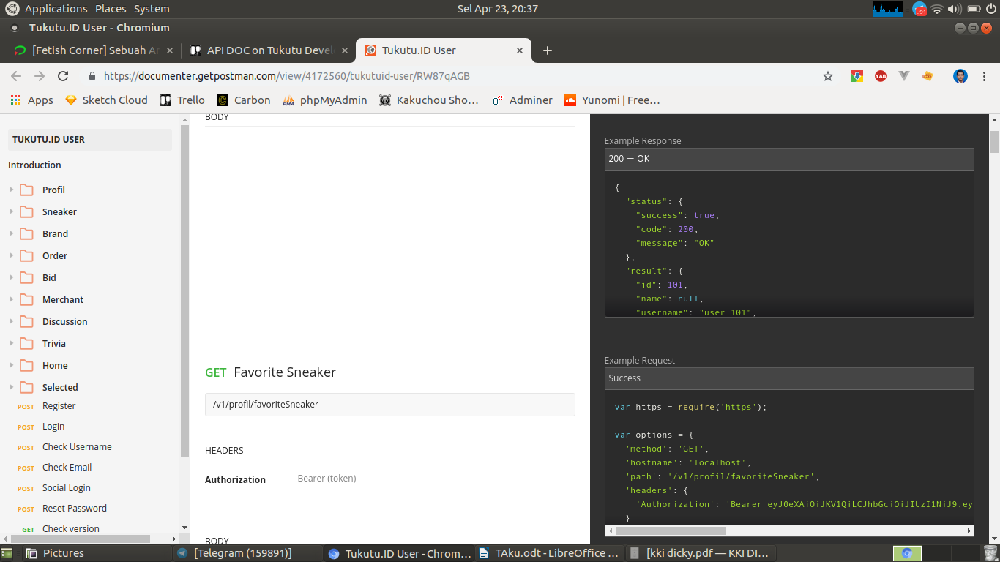 Applications Places System
Sel Apr 23, 20:37
91
Tukutu.ID User - Chromium
[Fetish Corner] Sebuah Ar
API DOC on Tukutu Devel
Tukutu.ID User
https://documenter.getpostman.com/view/4172560/tukutuid-user/RW87qAGB
YAB
Apps
Sketch Cloud
Trello
Carbon
phpMyAdmin
Kakuchou Sho...
Adminer
Yunomi | Free...
TUKUTU.ID USER
Introduction
Profil
Sneaker
Brand
Order
Bid
Merchant
Discussion
Trivia
Home
Selected
POST Register
POST Login
POST Check Username
POST Check Email
POST Social Login
POST Reset Password
GET Check version
BODY
GET Favorite Sneaker
/v1/profil/favoriteSneaker
HEADERS
Authorization Bearer (token)
BODY
Example Response
200 — OK
{
"status": {
"success": true,
"code": 200,
"message": "OK"
},
"result": {
"id": 101,
"name": null,
"username": "user 101",
Example Request
Success
var https = require('https');
var options = {
'method': 'GET',
'hostname': 'localhost',
'path': '/v1/profil/favoriteSneaker',
'headers': {
'Authorization': 'Bearer eyJ0eXAiOiJKV1QiLCJhbGciOiJIUzI1NiJ9.ey
}
Pictures
[Telegram (159891)]
Tukutu.ID User - Chrom...
TAku.odt - LibreOffice ...
[kki dicky.pdf — KKI DI...